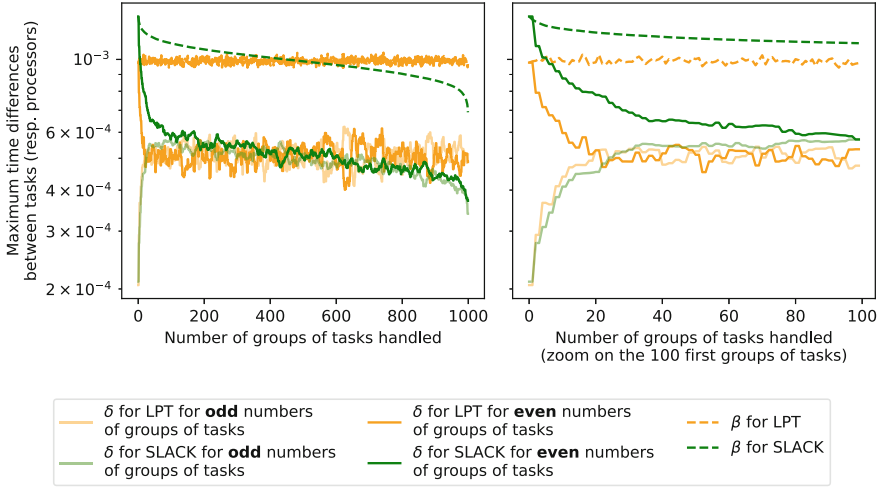 Maximum time differences
between tasks (resp. processors)
10⁻³
6 × 10⁻⁴
4 × 10⁻⁴
3 × 10⁻⁴
2 × 10⁻⁴
0 200 400 600 800 1000
Number of groups of tasks handled
0 20 40 60 80 100
Number of groups of tasks handled
(zoom on the 100 first groups of tasks)
δ for LPT for odd numbers
of groups of tasks
δ for SLACK for odd numbers
of groups of tasks
δ for LPT for even numbers
of groups of tasks
δ for SLACK for even numbers
of groups of tasks
β for LPT
β for SLACK